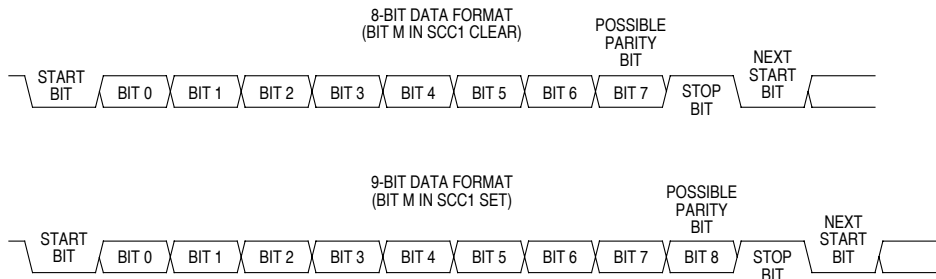 8-BIT DATA FORMAT
(BIT M IN SCC1 CLEAR)
POSSIBLE
PARITY
BIT
START
BIT
BIT 0
BIT 1
BIT 2
BIT 3
BIT 4
BIT 5
BIT 6
BIT 7
STOP
BIT
NEXT
START
BIT
9-BIT DATA FORMAT
(BIT M IN SCC1 SET)
POSSIBLE
PARITY
BIT
START
BIT
BIT 0
BIT 1
BIT 2
BIT 3
BIT 4
BIT 5
BIT 6
BIT 7
BIT 8
STOP
BIT
NEXT
START
BIT